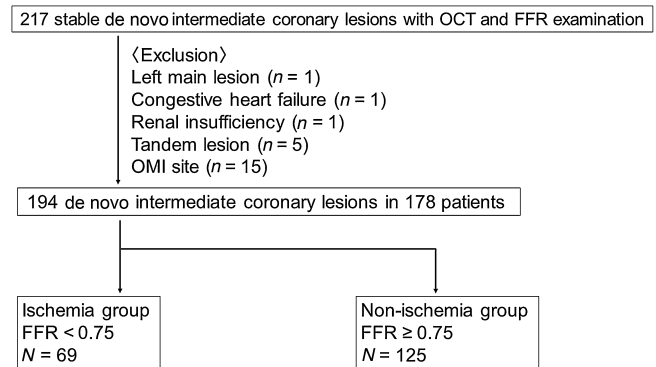 217 stable de novo intermediate coronary lesions with OCT and FFR examination
〈Exclusion〉
Left main lesion (n = 1)
Congestive heart failure (n = 1)
Renal insufficiency (n = 1)
Tandem lesion (n = 5)
OMI site (n = 15)
194 de novo intermediate coronary lesions in 178 patients
Ischemia group
FFR < 0.75
N = 69
Non-ischemia group
FFR ≥ 0.75
N = 125